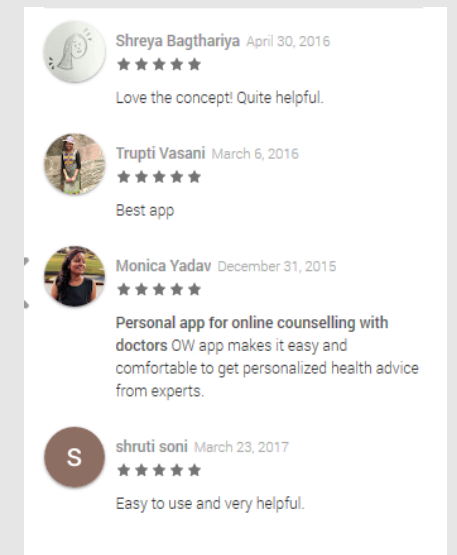 Shreya Bagthariya April 30, 2016
Love the concept! Quite helpful.
Trupti Vasani March 6, 2016
Best app
Monica Yadav December 31, 2015
Personal app for online counselling with
doctors OW app makes it easy and
comfortable to get personalized health advice
from experts.
S
shruti soni March 23, 2017
Easy to use and very helpful.